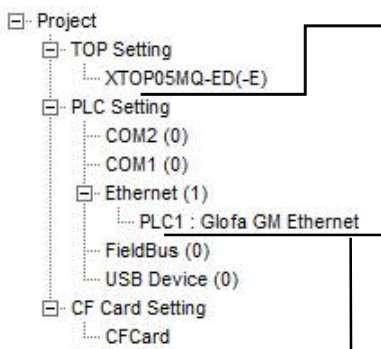 Project
TOP Setting
XTOP05MQ-ED(-E)
PLC Setting
COM2 (0)
COM1 (0)
Ethernet (1)
PLC1 : Glofa GM Ethernet
FieldBus (0)
USB Device (0)
CF Card Setting
CFCard